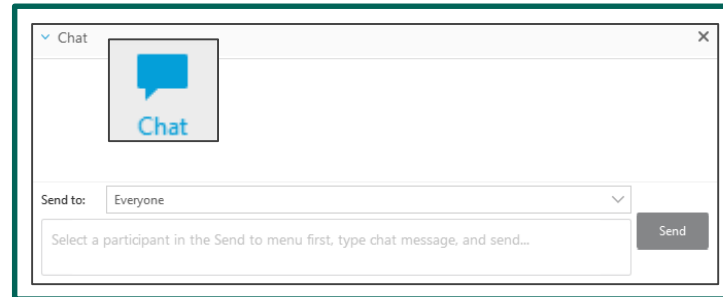 Chat
Chat
Send to: Everyone
Select a participant in the Send to menu first, type chat message, and send...
Send